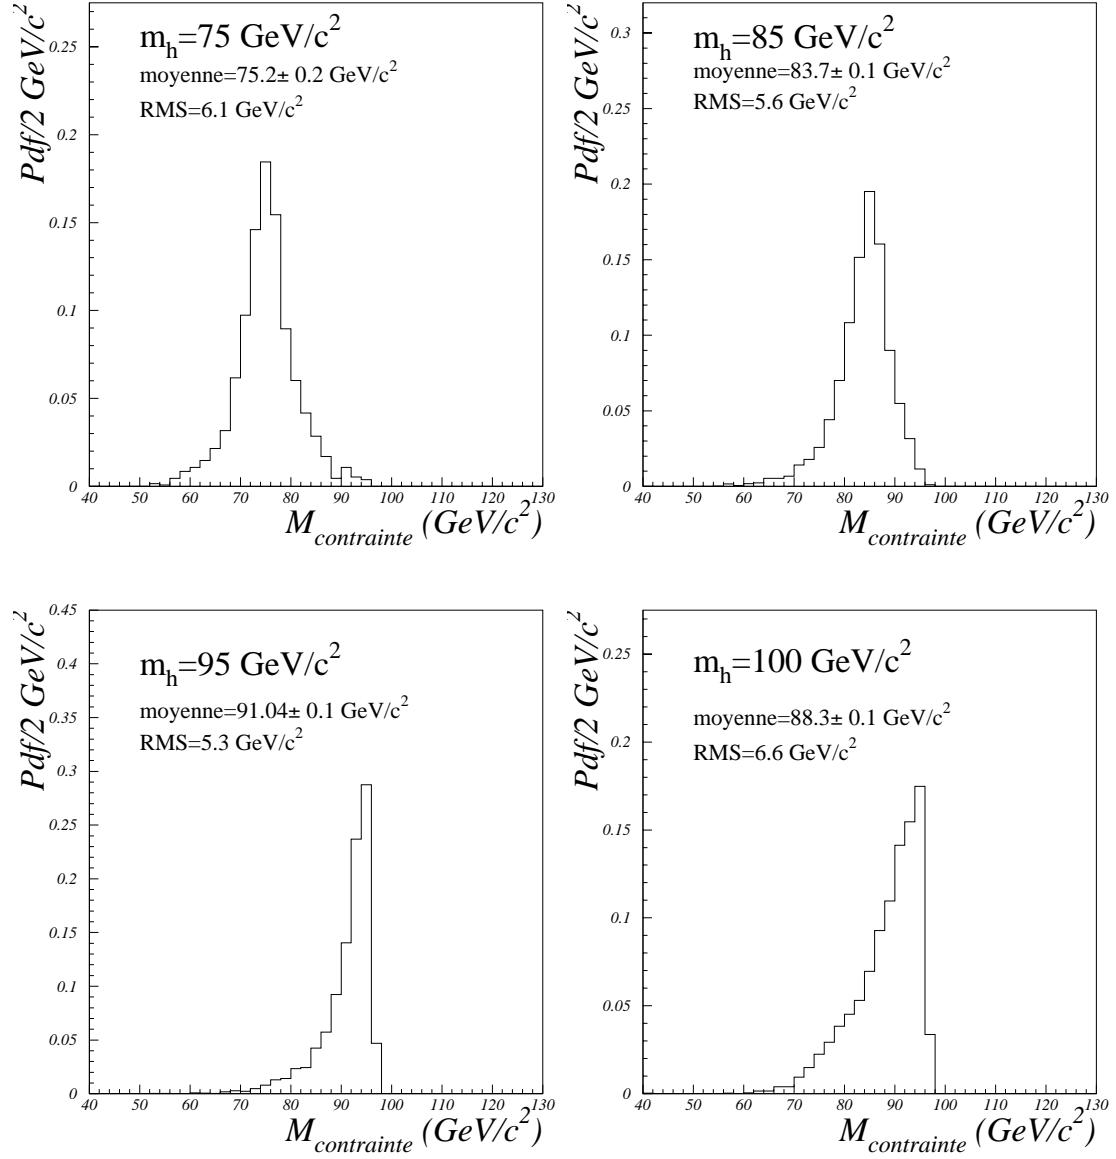 Pdf/2 GeV/c²
m_h=75 GeV/c²
moyenne=75.2± 0.2 GeV/c²
RMS=6.1 GeV/c²
0.25
0.2
0.15
0.1
0.05
0
40 50 60 70 80 90 100 110 120 130
M_contrainte (GeV/c²)
Pdf/2 GeV/c²
m_h=85 GeV/c²
moyenne=83.7± 0.1 GeV/c²
RMS=5.6 GeV/c²
0.3
0.25
0.2
0.15
0.1
0.05
0
40 50 60 70 80 90 100 110 120 130
M_contrainte (GeV/c²)
Pdf/2 GeV/c²
m_h=95 GeV/c²
moyenne=91.04± 0.1 GeV/c²
RMS=5.3 GeV/c²
0.45
0.4
0.35
0.3
0.25
0.2
0.15
0.1
0.05
0
40 50 60 70 80 90 100 110 120 130
M_contrainte (GeV/c²)
Pdf/2 GeV/c²
m_h=100 GeV/c²
moyenne=88.3± 0.1 GeV/c²
RMS=6.6 GeV/c²
0.25
0.2
0.15
0.1
0.05
0
40 50 60 70 80 90 100 110 120 130
M_contrainte (GeV/c²)